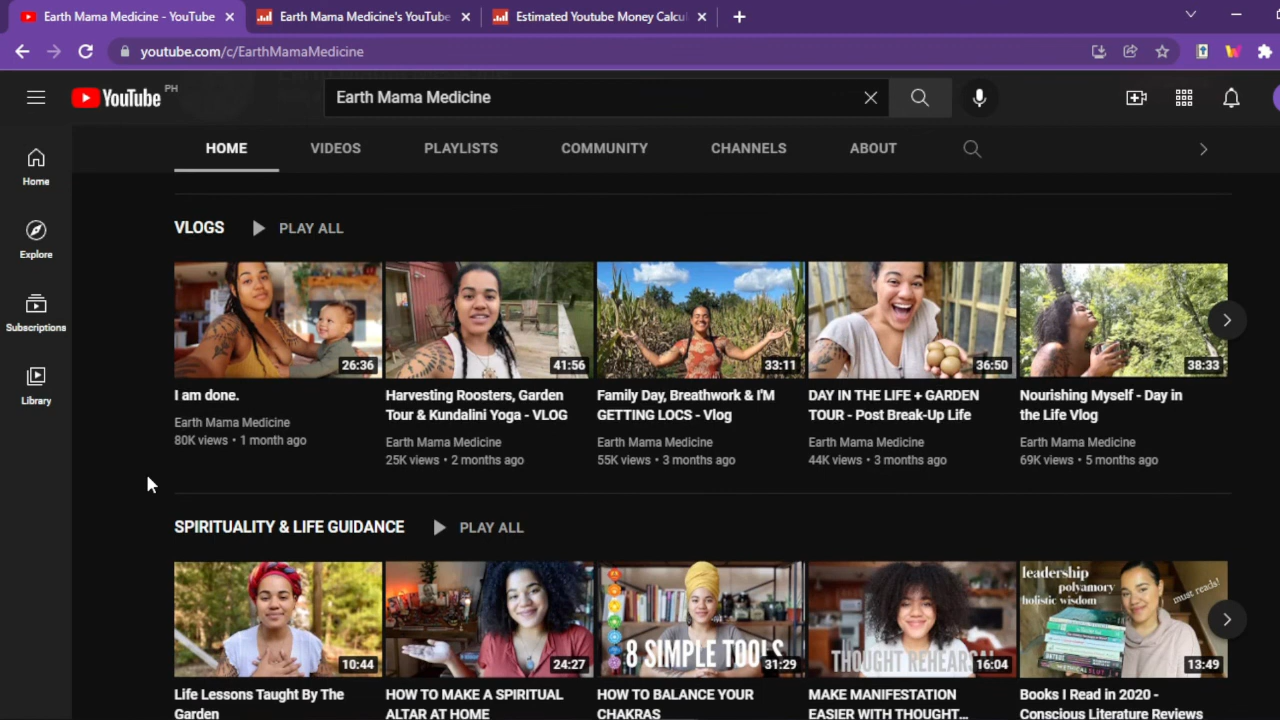 Earth Mama Medicine - YouTube
Earth Mama Medicine's YouTube
Estimated Youtube Money Calcu
youtube.com/c/EarthMamaMedicine
YouTube
PH
Earth Mama Medicine
HOME
VIDEOS
PLAYLISTS
COMMUNITY
CHANNELS
ABOUT
Home
Explore
Subscriptions
Library
VLOGS
PLAY ALL
26:36
41:56
33:11
36:50
38:33
I am done.
Earth Mama Medicine
80K views • 1 month ago
Harvesting Roosters, Garden
Tour & Kundalini Yoga - VLOG
Earth Mama Medicine
25K views • 2 months ago
Family Day, Breathwork & I'M
GETTING LOCS - Vlog
Earth Mama Medicine
55K views • 3 months ago
DAY IN THE LIFE + GARDEN
TOUR - Post Break-Up Life
Earth Mama Medicine
44K views • 3 months ago
Nourishing Myself - Day in
the Life Vlog
Earth Mama Medicine
69K views • 5 months ago
SPIRITUALITY & LIFE GUIDANCE
PLAY ALL
10:44
24:27
8 SIMPLE TOOLS
31:29
THOUGHT REHEARSAL
16:04
leadership
polyamory
holistic wisdom
must reads!
13:49
Life Lessons Taught By The
Garden
HOW TO MAKE A SPIRITUAL
ALTAR AT HOME
HOW TO BALANCE YOUR
CHAKRAS
MAKE MANIFESTATION
EASIER WITH THOUGHT...
Books I Read in 2020 -
Conscious Literature Reviews